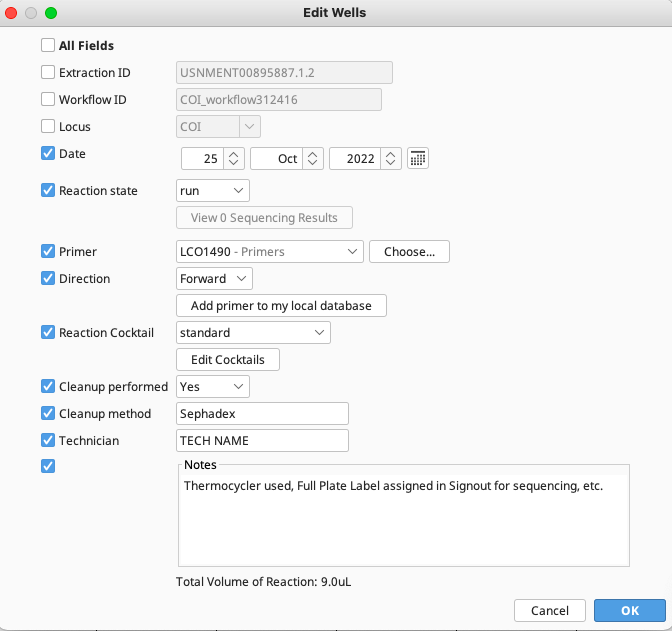 Edit Wells
All Fields
Extraction ID USNMENT00895887.1.2
Workflow ID COI_workflow312416
Locus COI
Date 25 Oct 2022
Reaction state run
View 0 Sequencing Results
Primer LCO1490 - Primers Choose...
Direction Forward
Add primer to my local database
Reaction Cocktail standard
Edit Cocktails
Cleanup performed Yes
Cleanup method Sephadex
Technician TECH NAME
Notes
Thermocycler used, Full Plate Label assigned in Signout for sequencing, etc.
Total Volume of Reaction: 9.0uL
Cancel OK